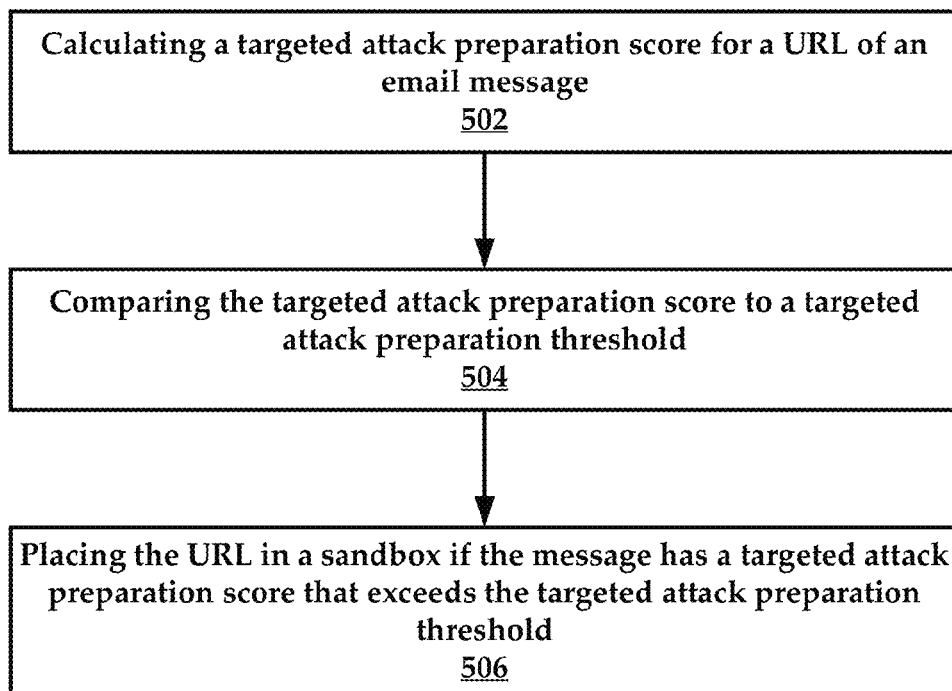 Calculating a targeted attack preparation score for a URL of an
email message
502
Comparing the targeted attack preparation score to a targeted
attack preparation threshold
504
Placing the URL in a sandbox if the message has a targeted attack
preparation score that exceeds the targeted attack preparation
threshold
506